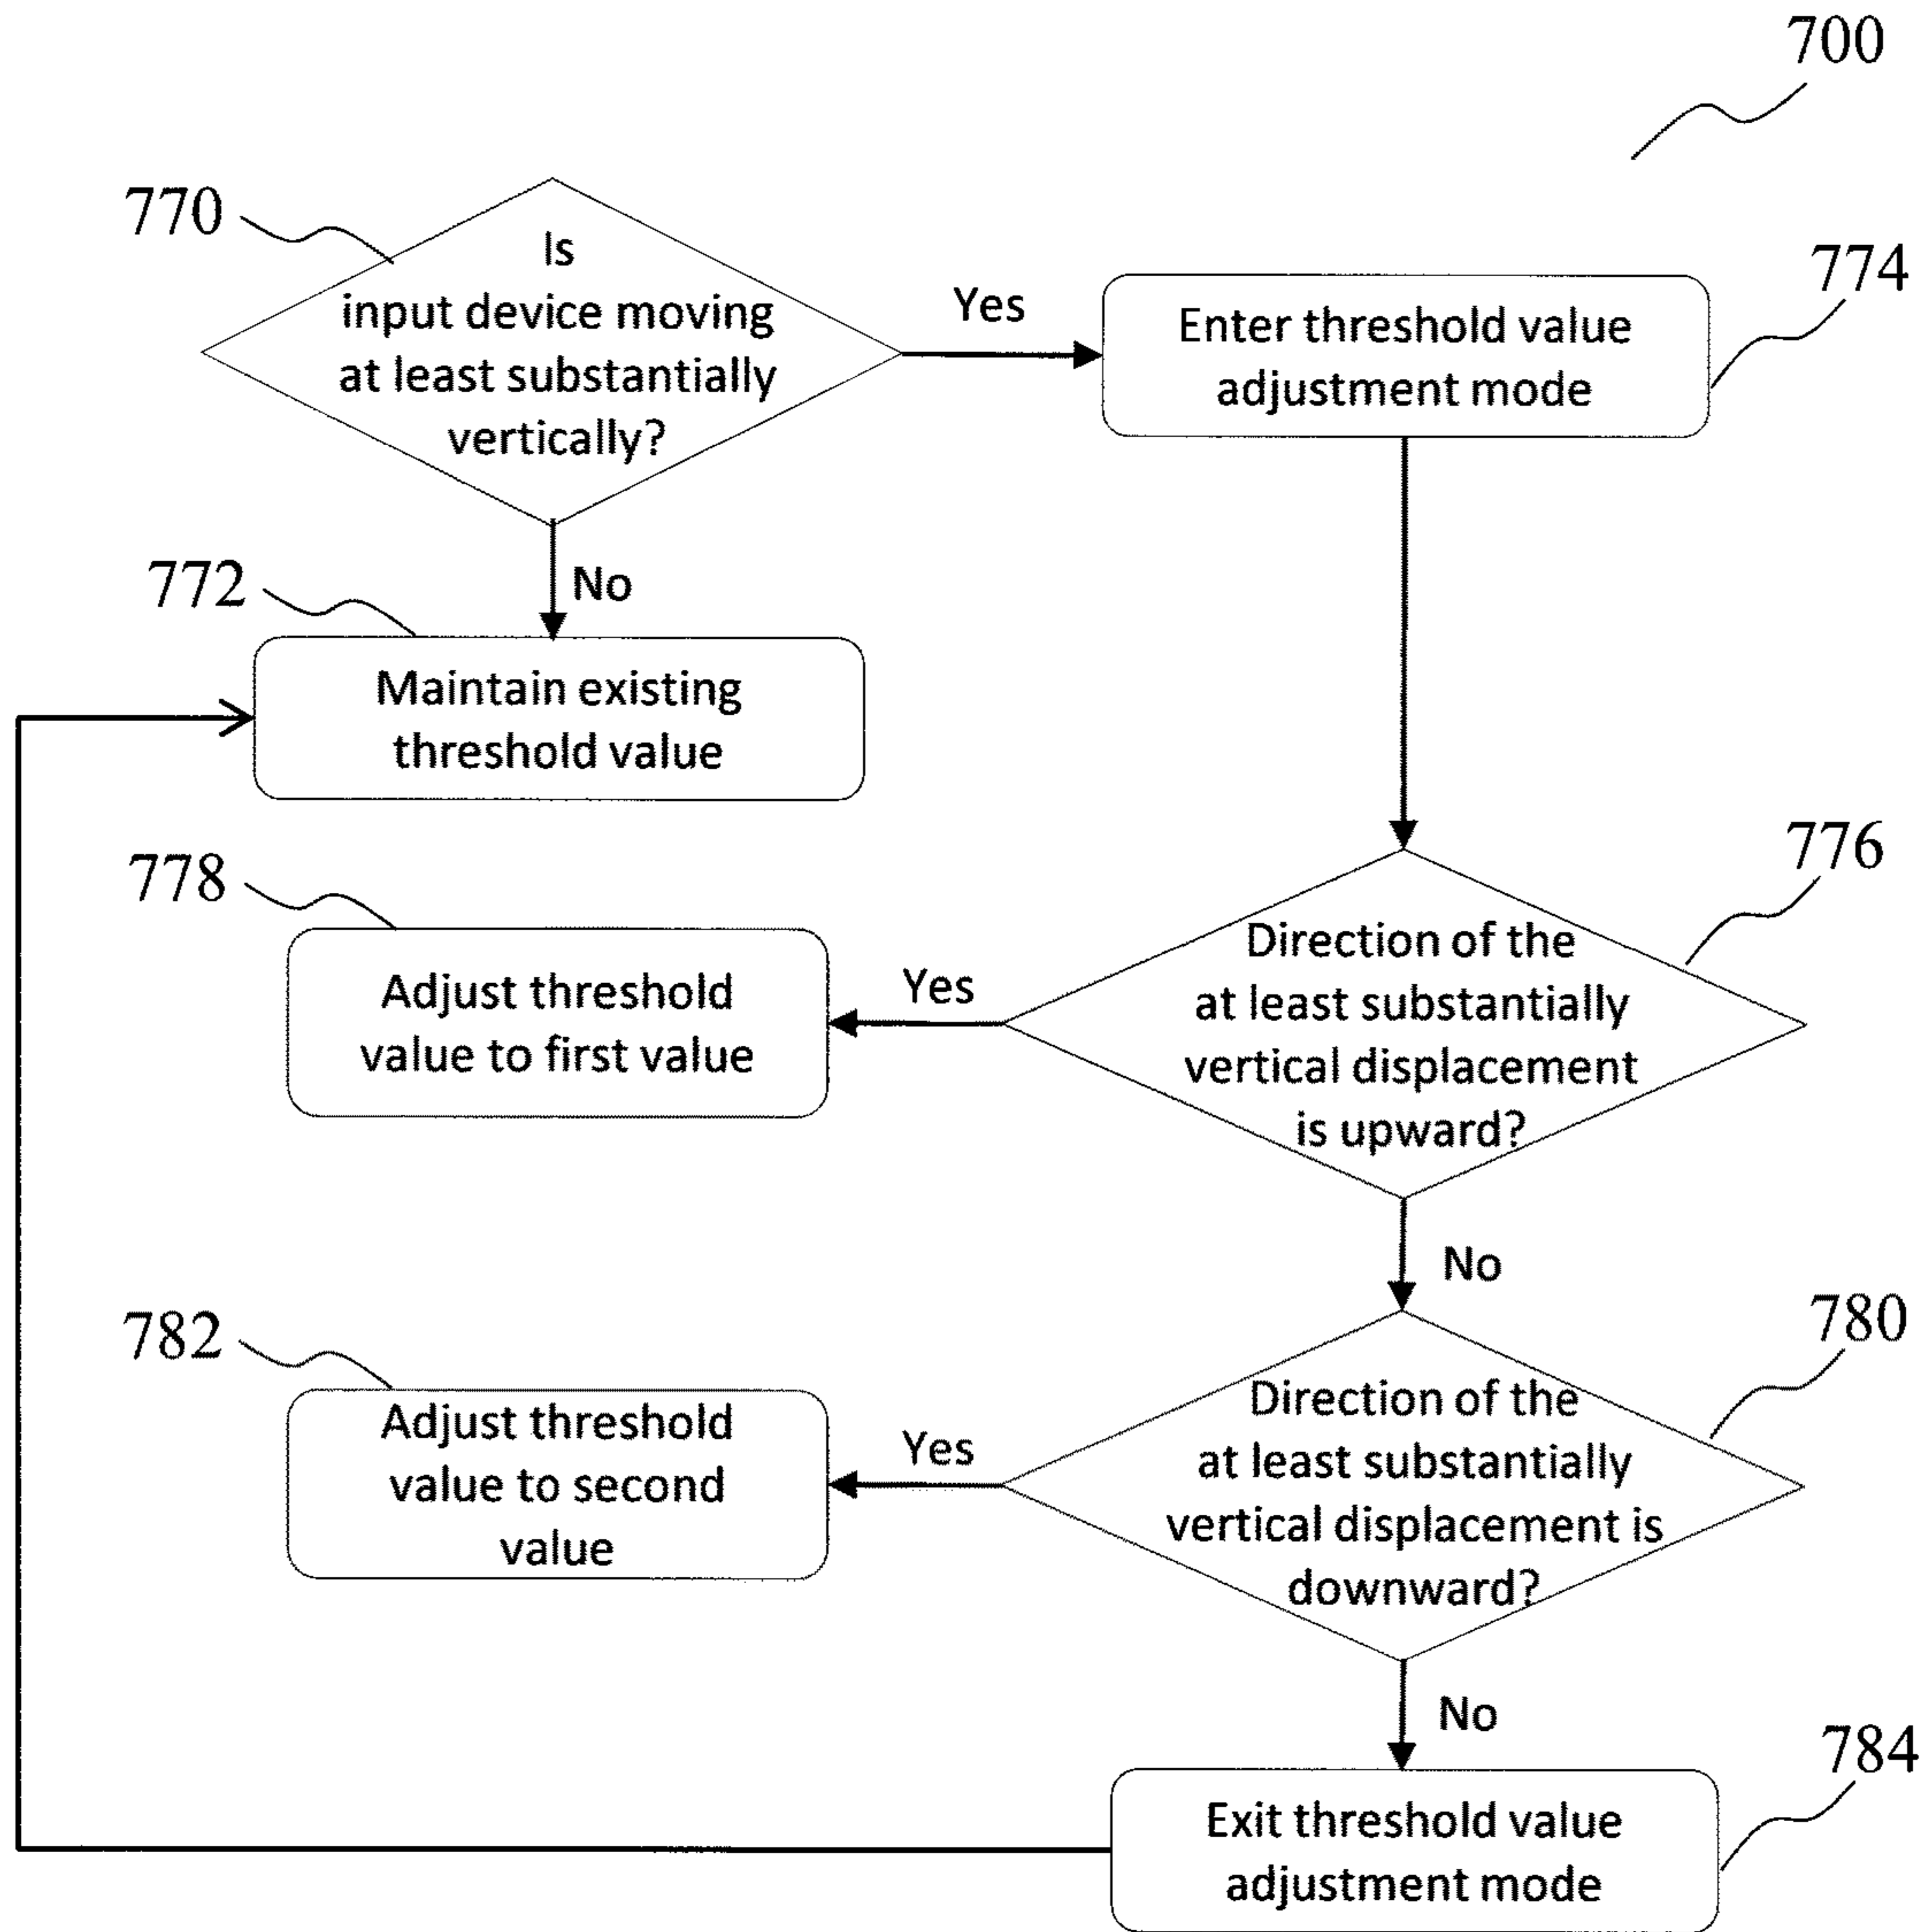 700
770
Is
input device moving
at least substantially
vertically?
Yes
774
Enter threshold value
adjustment mode
No
772
Maintain existing
threshold value
776
Direction of the
at least substantially
vertical displacement
is upward?
Yes
778
Adjust threshold
value to first value
No
780
Direction of the
at least substantially
vertical displacement is
downward?
Yes
782
Adjust threshold
value to second
value
No
784
Exit threshold value
adjustment mode